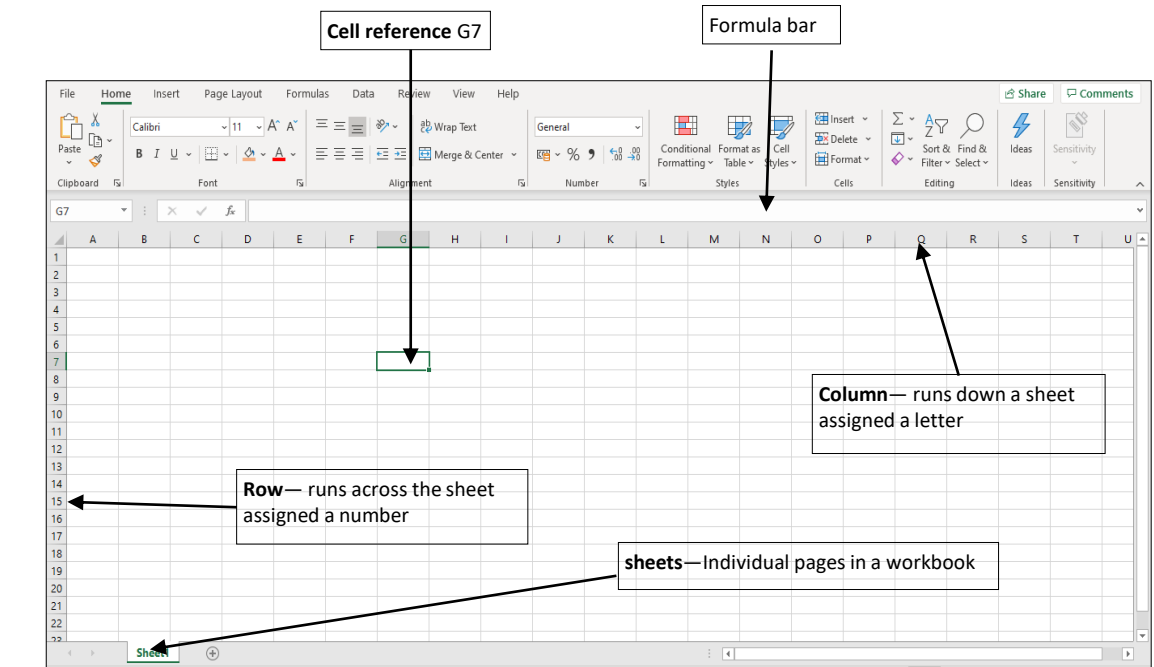 Cell reference G7
Formula bar
File Home Insert Page Layout Formulas Data Review View Help Share Comments
Calibri 11 A^ A˅ Wrap Text General Insert
Paste B I U A Merge & Center % Conditional Formatting Format as Table Cell Styles Delete Sort & Filter Find & Select Ideas Sensitivity
Format
Clipboard Font Alignment Number Styles Cells Editing Ideas Sensitivity
G7 fx
A B C D E F G H I J K L M N O P Q R S T U
1
2
3
4
5
6
7
8
9
Column— runs down a sheet
assigned a letter
10
11
12
13
14
Row— runs across the sheet
assigned a number
15
16
17
18
sheets—Individual pages in a workbook
19
20
21
22
23
Sheet1